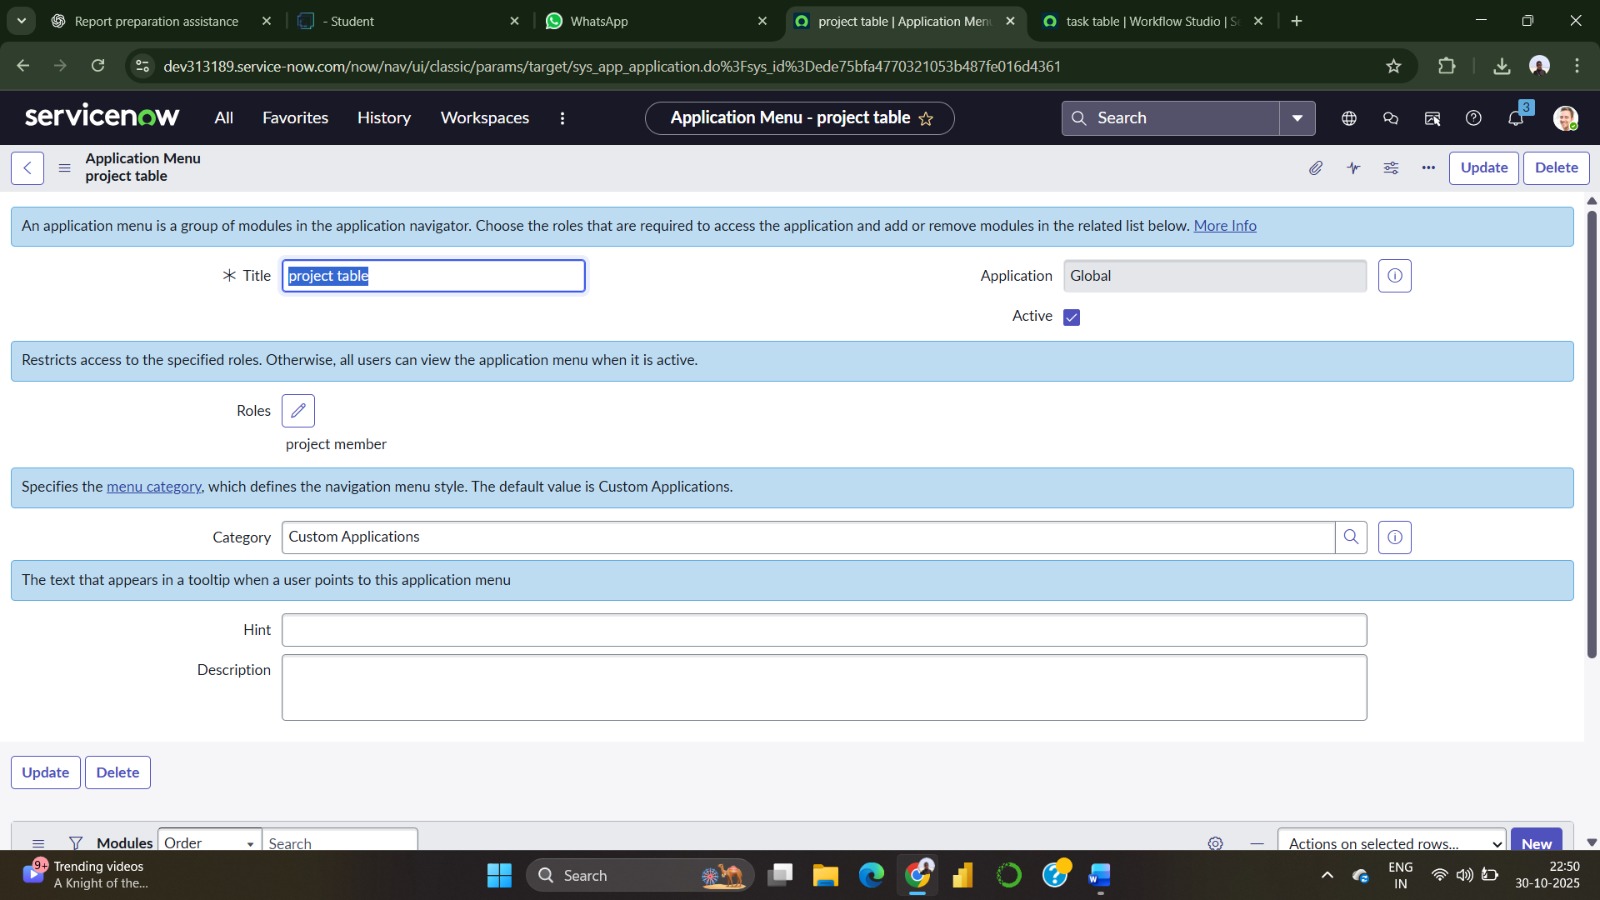 Report preparation assistance
- Student
WhatsApp
project table | Application Men
task table | Workflow Studio | S
dev313189.service-now.com/now/nav/ui/classic/params/target/sys_app_application.do%3Fsys_id%3Dede75bfa4770321053b487fe016d4361
servicenow
All
Favorites
History
Workspaces
Application Menu - project table
Search
3
Application Menu
project table
Update
Delete
An application menu is a group of modules in the application navigator. Choose the roles that are required to access the application and add or remove modules in the related list below. More Info
Title
project table
Application
Global
Active
Restricts access to the specified roles. Otherwise, all users can view the application menu when it is active.
Roles
project member
Specifies the menu category, which defines the navigation menu style. The default value is Custom Applications.
Category
Custom Applications
The text that appears in a tooltip when a user points to this application menu
Hint
Description
Update
Delete
Modules
Order
Search
Actions on selected rows...
New
9+
Trending videos
A Knight of the...
Search
ENG
IN
22:50
30-10-2025